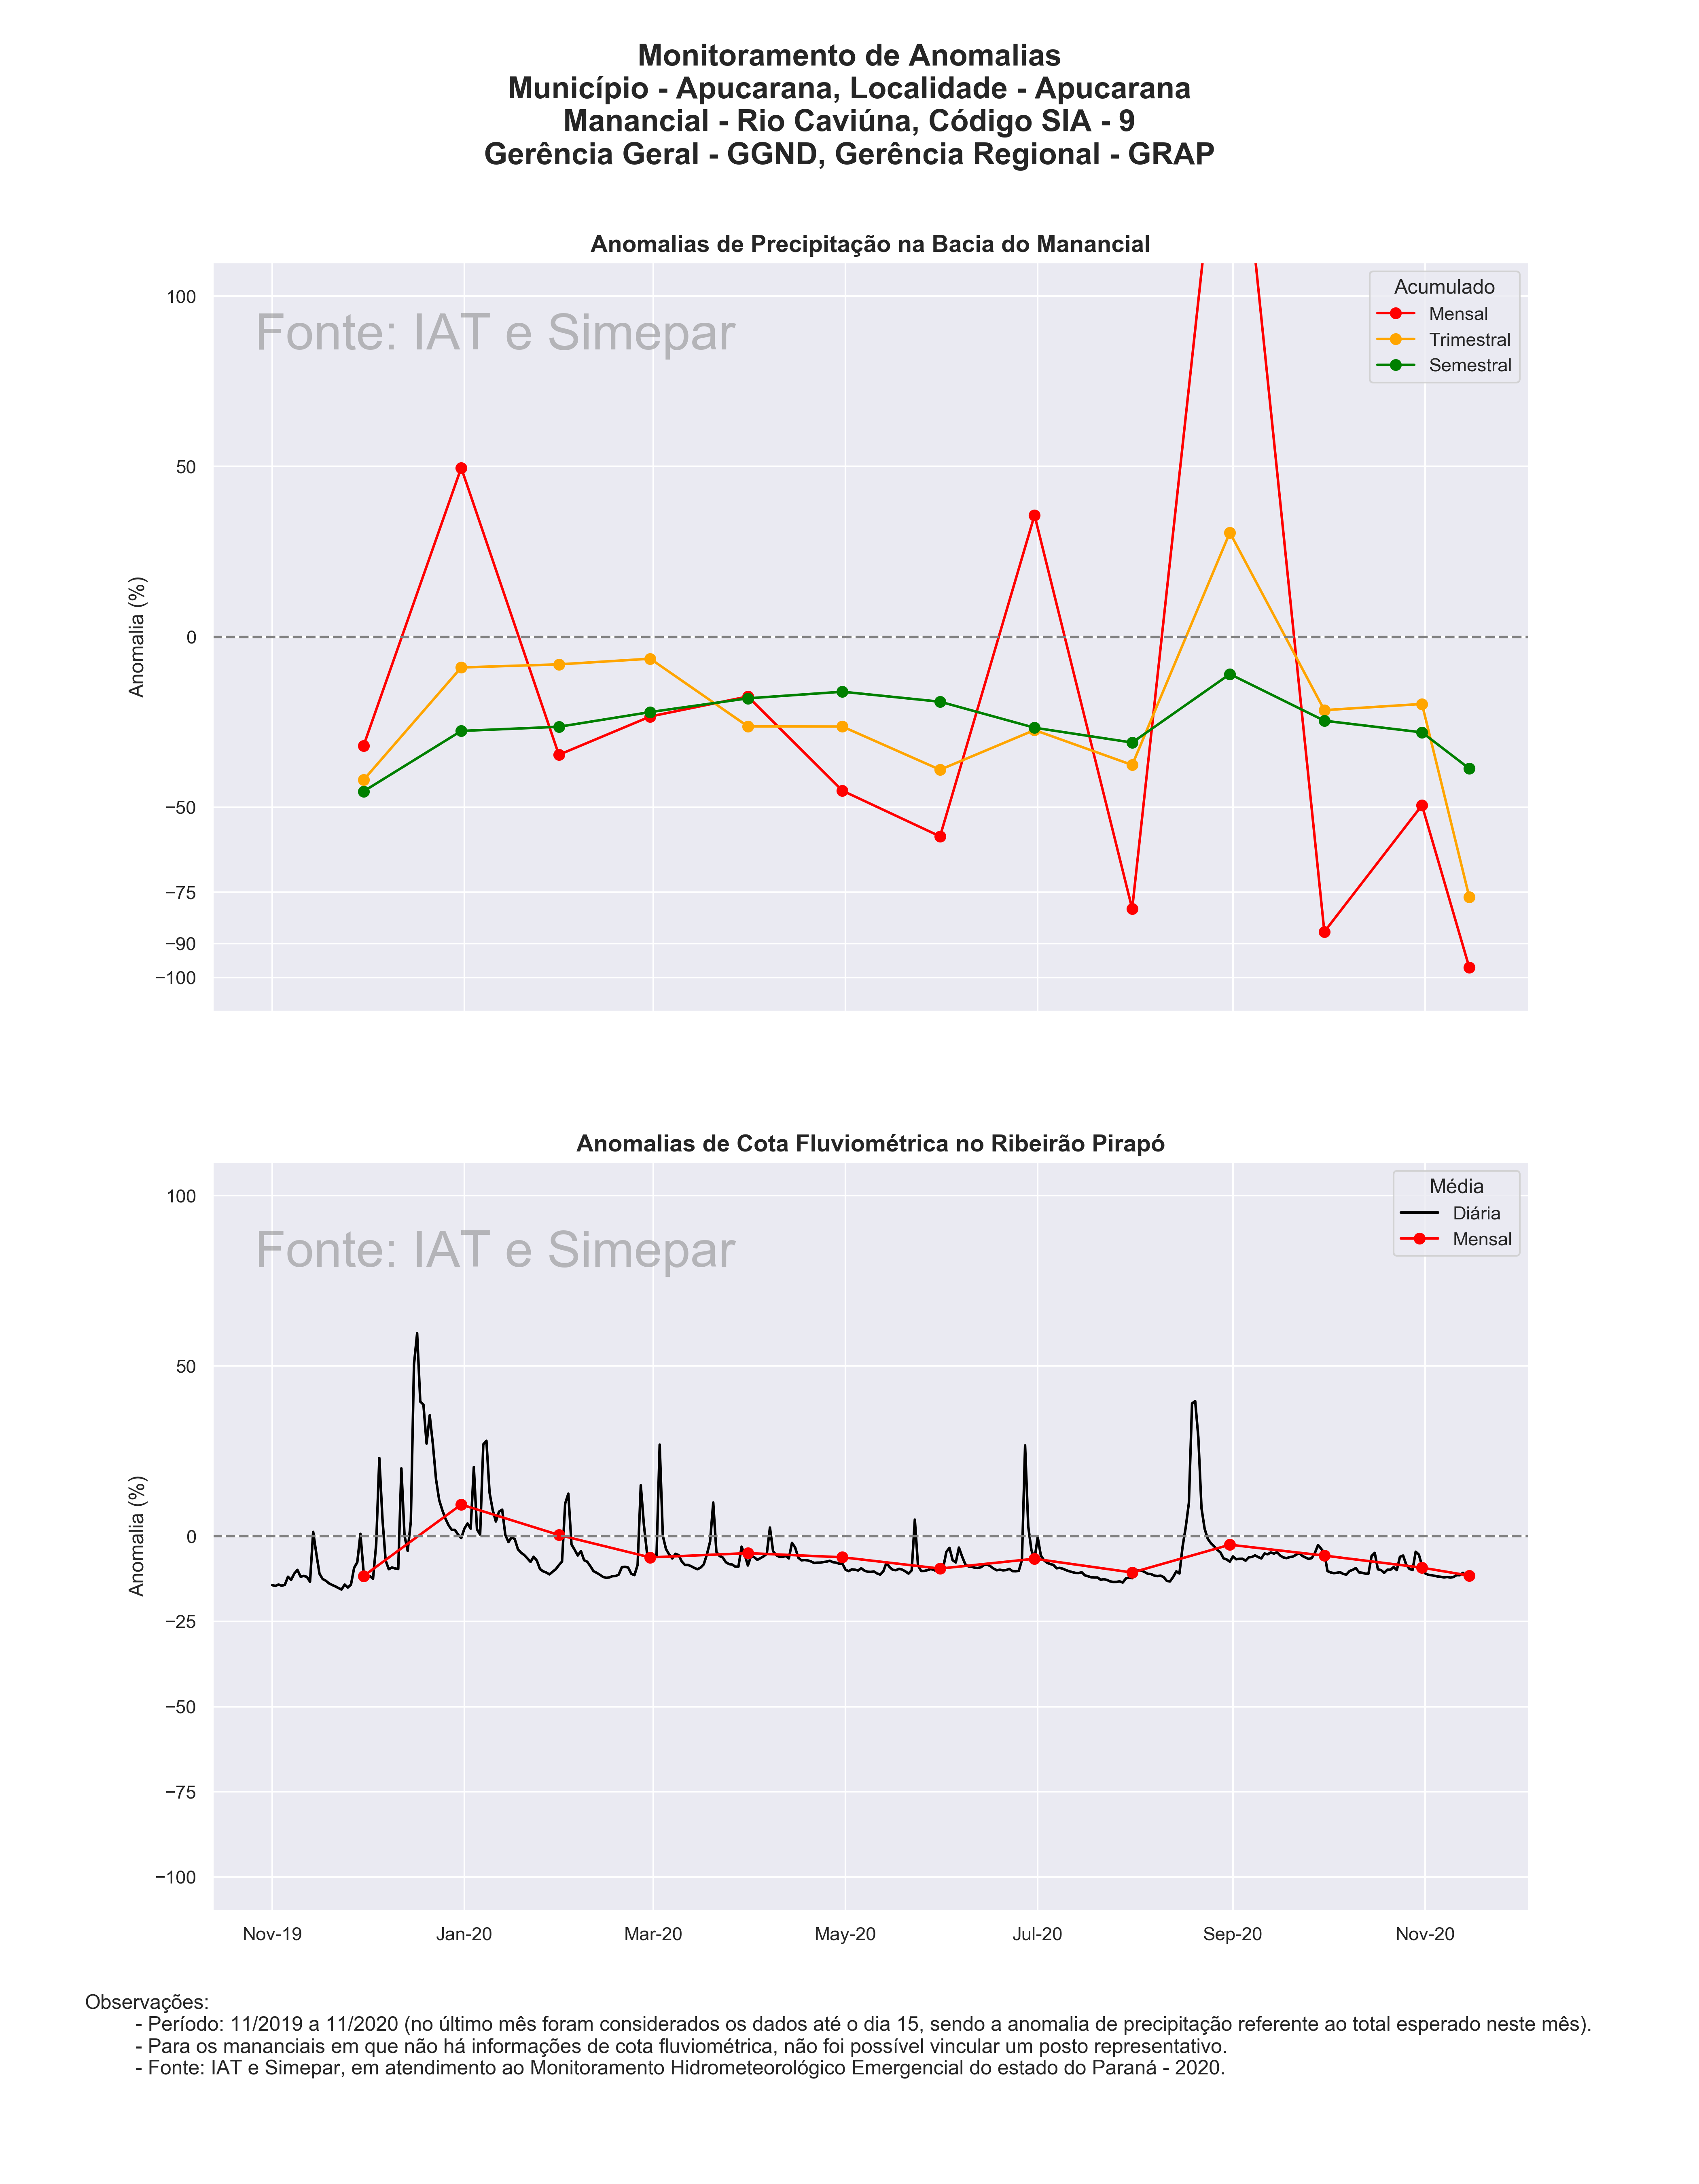 Monitoramento de Anomalias
Município - Apucarana, Localidade - Apucarana
Manancial - Rio Caviúna, Código SIA - 9
Gerência Geral - GGND, Gerência Regional - GRAP
Anomalias de Precipitação na Bacia do Manancial
Fonte: IAT e Simepar
Acumulado
Mensal
Trimestral
Semestral
Anomalia (%)
100
50
0
−50
−75
−90
−100
Anomalias de Cota Fluviométrica no Ribeirão Pirapó
Fonte: IAT e Simepar
Média
Diária
Mensal
Anomalia (%)
100
50
0
−25
−50
−75
−100
Nov-19 Jan-20 Mar-20 May-20 Jul-20 Sep-20 Nov-20
Observações:
- Período: 11/2019 a 11/2020 (no último mês foram considerados os dados até o dia 15, sendo a anomalia de precipitação referente ao total esperado neste mês).
- Para os mananciais em que não há informações de cota fluviométrica, não foi possível vincular um posto representativo.
- Fonte: IAT e Simepar, em atendimento ao Monitoramento Hidrometeorológico Emergencial do estado do Paraná - 2020.